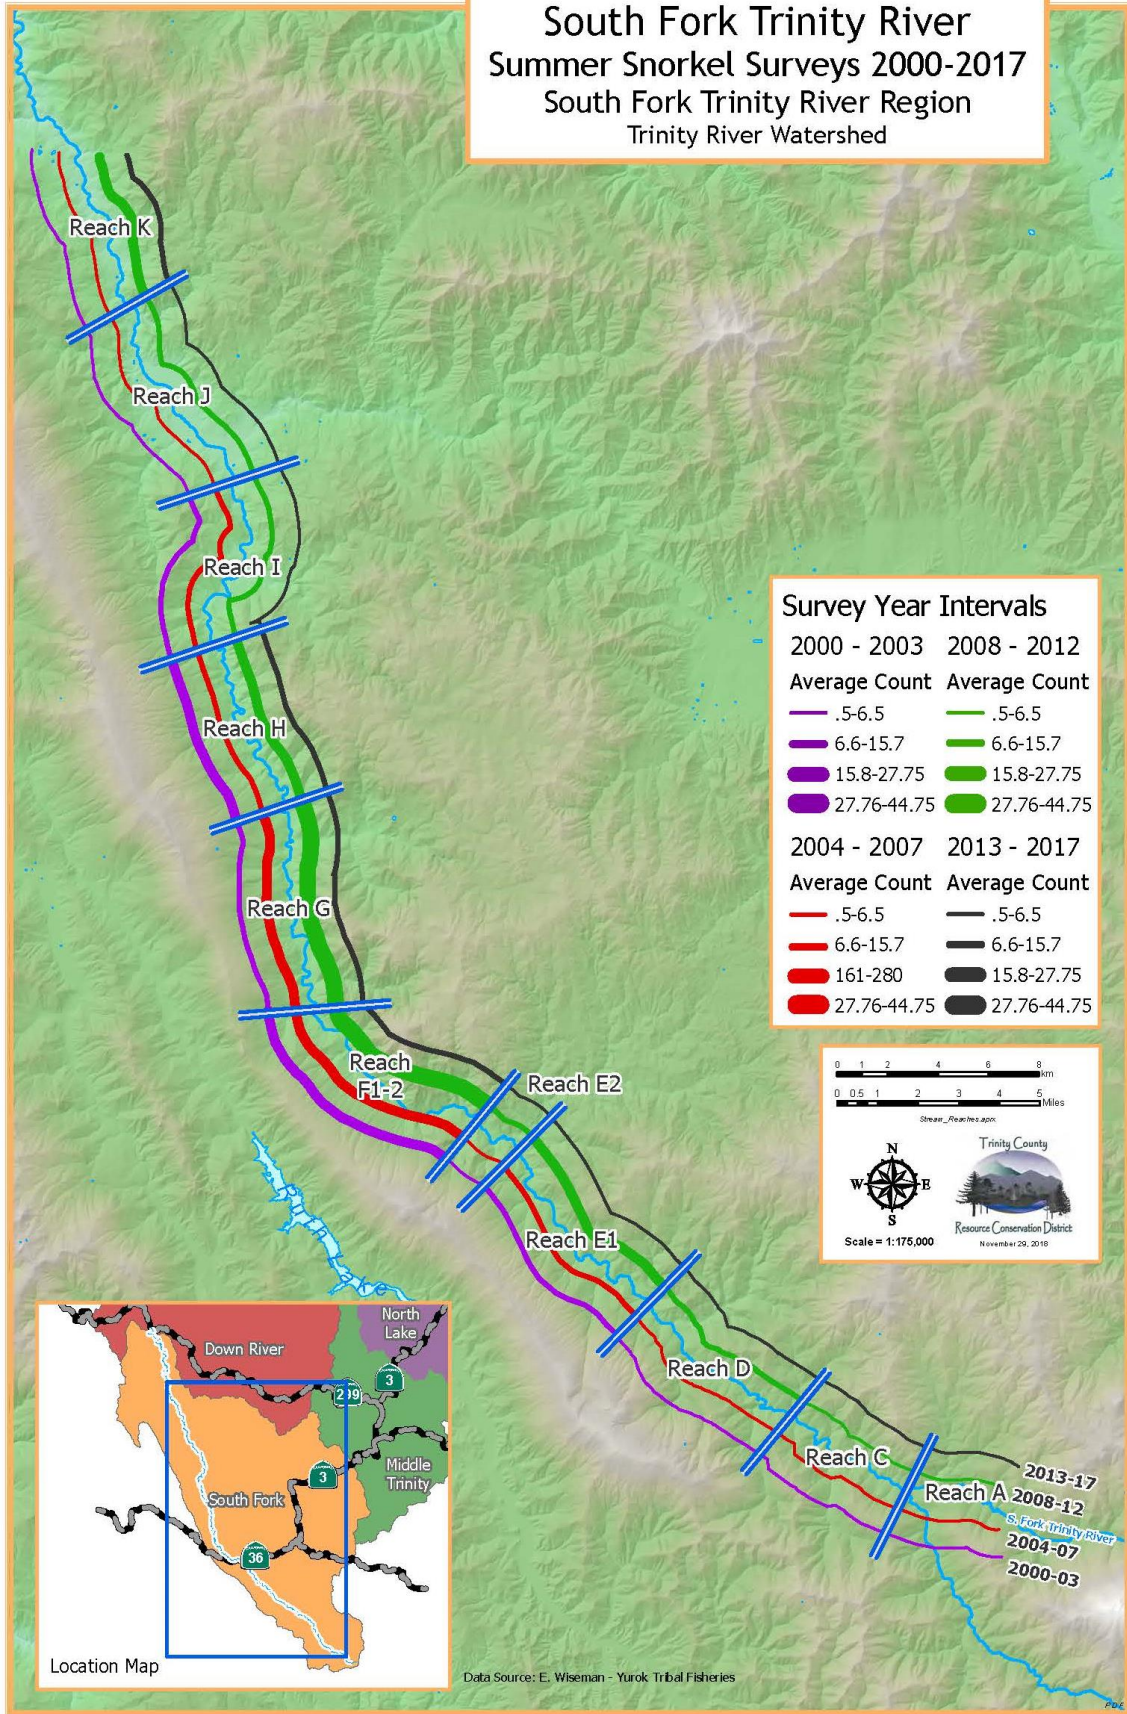 South Fork Trinity River
Summer Snorkel Surveys 2000-2017
South Fork Trinity River Region
Trinity River Watershed
Reach K
Reach J
Reach I
Reach H
Reach G
Reach
F1-2
Reach E2
Reach E1
Reach D
Reach C
Reach A
2013-17
2008-12
S. Fork Trinity River
2004-07
2000-03
Survey Year Intervals
2000 - 2003 2008 - 2012
Average Count Average Count
.5-6.5 .5-6.5
6.6-15.7 6.6-15.7
15.8-27.75 15.8-27.75
27.76-44.75 27.76-44.75
2004 - 2007 2013 - 2017
Average Count Average Count
.5-6.5 .5-6.5
6.6-15.7 6.6-15.7
161-280 15.8-27.75
27.76-44.75 27.76-44.75
0 1 2 4 6 8
km
0 0.5 1 2 3 4 5
Miles
Stream_Reaches.aprx
N
W E
S
Scale = 1:175,000
Trinity County
Resource Conservation District
November 29, 2018
North
Lake
Down River
3
299
3
Middle
Trinity
South Fork
36
Location Map
Data Source: E. Wiseman - Yurok Tribal Fisheries